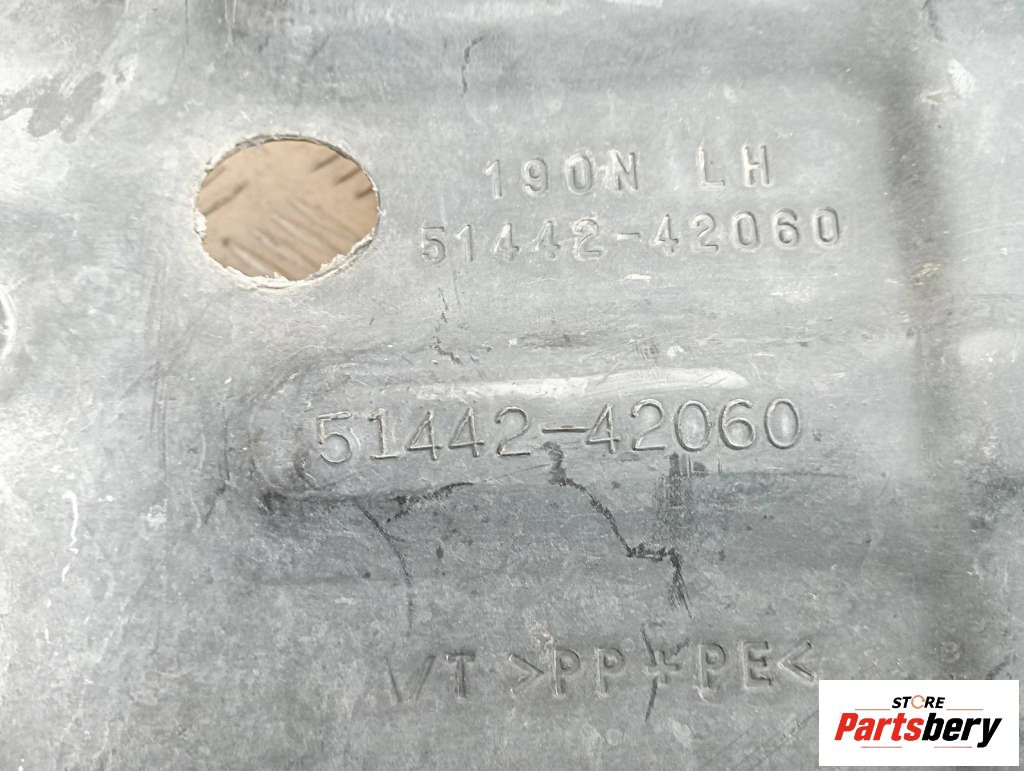 190N LH
51442-42060
51442-42060
VT >PP+PE<
STORE
Partsbery